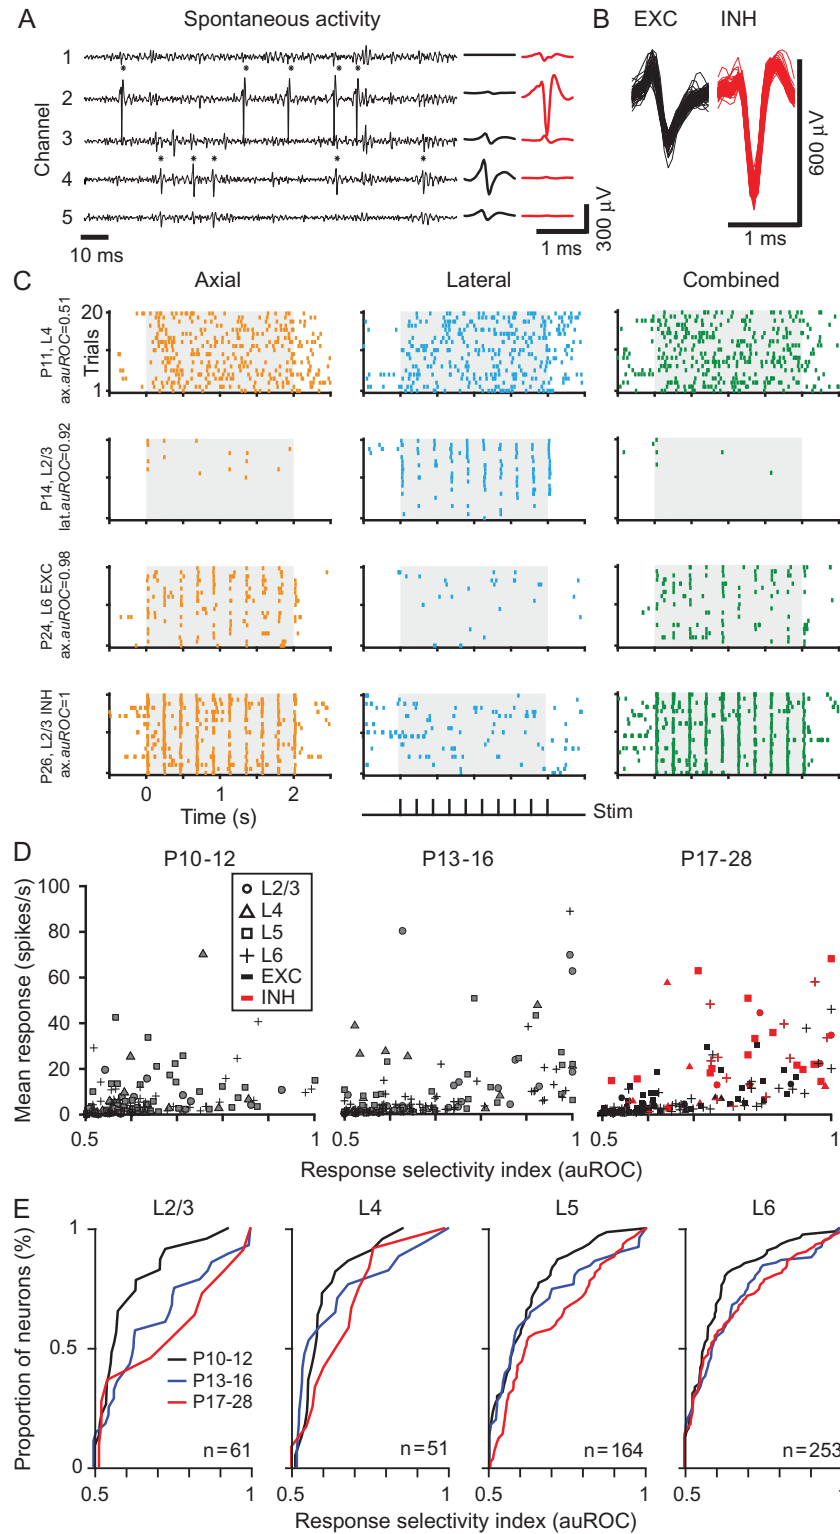 A
Spontaneous activity
B
EXC
INH
Channel
1
2
3
4
5
*
*
*
*
*
*
*
*
*
*
10 ms
1 ms
300 µV
1 ms
600 µV
C
Axial
Lateral
Combined
P11, L4
ax.auROC=0.51
Trials
20
1
P14, L2/3
lat.auROC=0.92
P24, L6 EXC
ax.auROC=0.98
P26, L2/3 INH
ax.auROC=1
0 1 2
Time (s)
Stim
D
P10-12
P13-16
P17-28
Mean response (spikes/s)
100
80
60
40
20
0
L2/3
L4
L5
L6
EXC
INH
0.5 1
0.5 1
0.5 1
Response selectivity index (auROC)
E
L2/3
L4
L5
L6
Proportion of neurons (%)
1
0.5
0
P10-12
P13-16
P17-28
n=61
n=51
n=164
n=253
0.5 1
0.5 1
0.5 1
0.5
Response selectivity index (auROC)